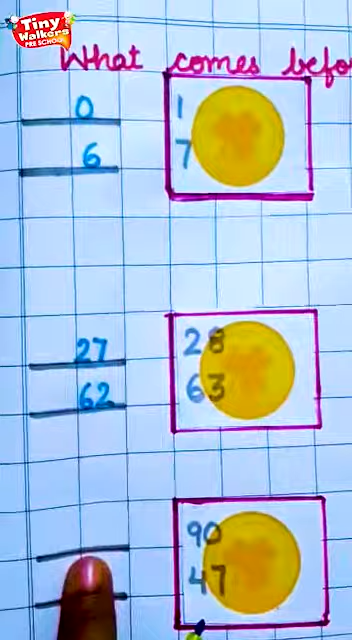 Tiny
Walkers
PRE SCHOOL
What comes befo
0 1
6 7
27 28
62 63
90
47